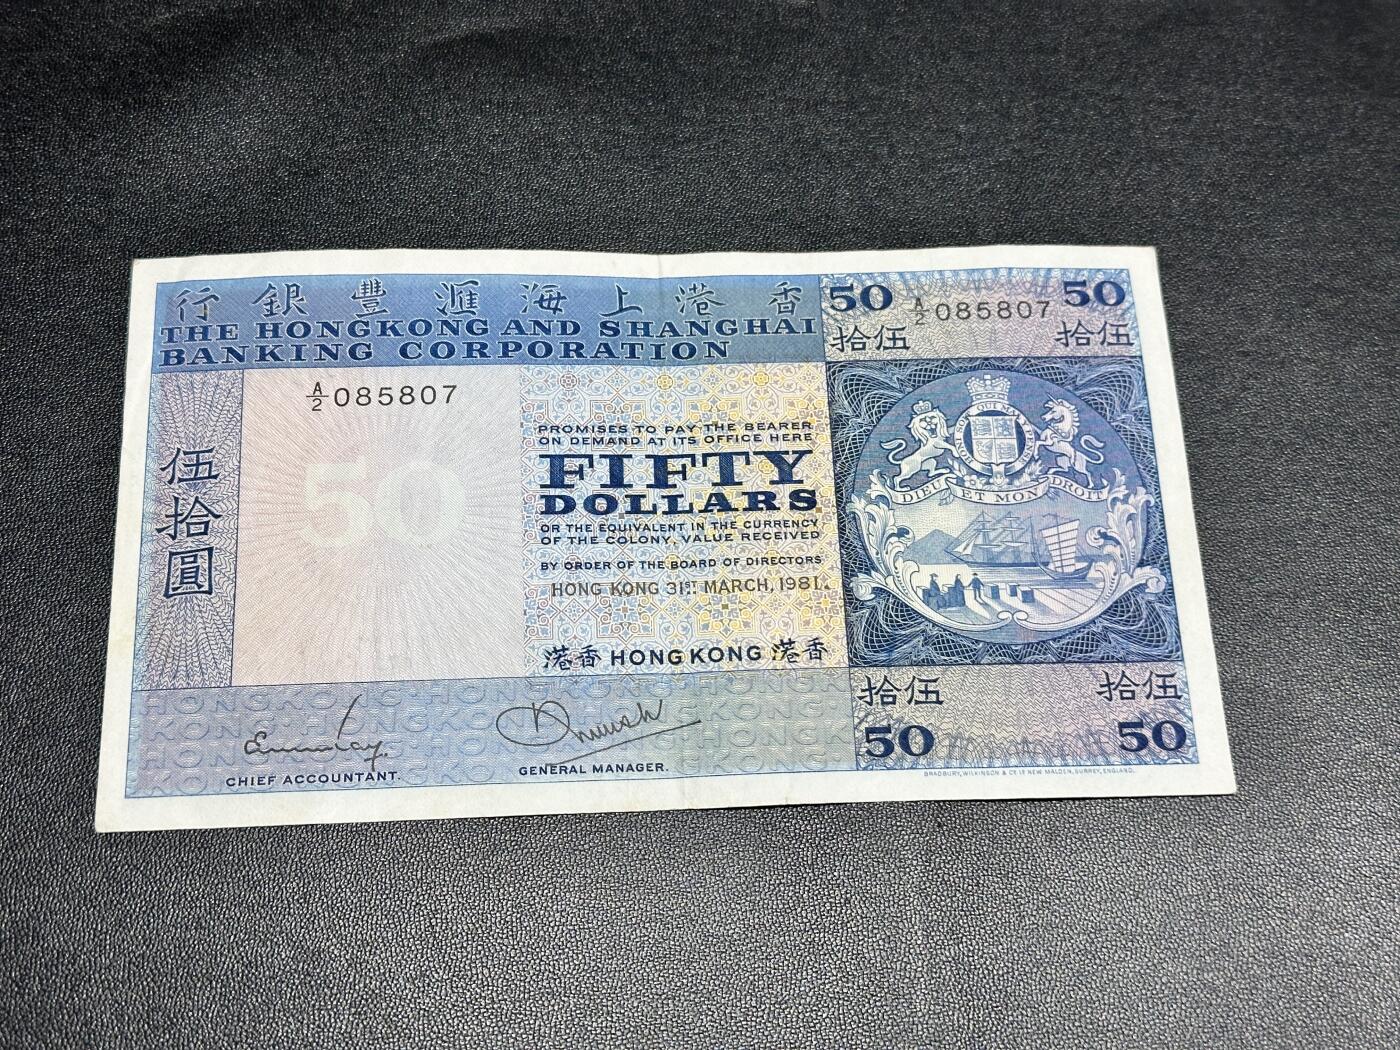 行銀豐滙海上港香
THE HONGKONG AND SHANGHAI
BANKING CORPORATION
50 A/2 085807 50
拾伍 拾伍
A/2 085807
伍拾圓
50
PROMISES TO PAY THE BEARER
ON DEMAND AT ITS OFFICE HERE
FIFTY
DOLLARS
OR THE EQUIVALENT IN THE CURRENCY
OF THE COLONY, VALUE RECEIVED
BY ORDER OF THE BOARD OF DIRECTORS
HONG KONG 31ST MARCH, 1981.
港香 HONG KONG 港香
DIEU ET MON DROIT
CHIEF ACCOUNTANT.
GENERAL MANAGER.
拾伍 拾伍
50 50
BRADBURY, WILKINSON & Co Ld NEW MALDEN, SURREY, ENGLAND.